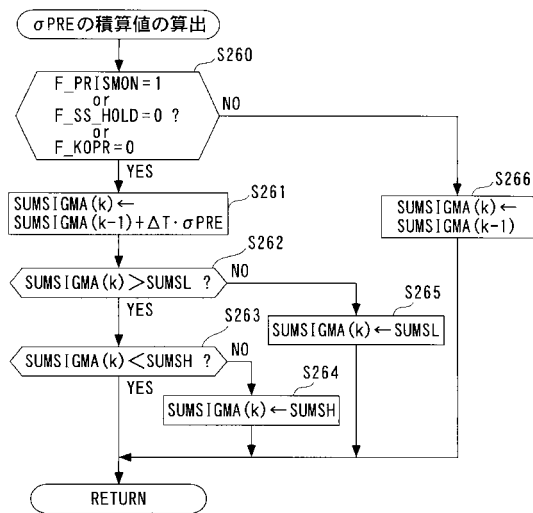 σPREの積算値の算出
S260
F_PRISMON=1
or
F_SS_HOLD=0 ?
or
F_KOPR=0
NO
YES
S261
SUMSIGMA(k)←
SUMSIGMA(k-1)+ΔT·σPRE
S266
SUMSIGMA(k)←
SUMSIGMA(k-1)
S262
SUMSIGMA(k)>SUMSL ?
NO
YES
S265
SUMSIGMA(k)←SUMSL
S263
SUMSIGMA(k)<SUMSH ?
NO
YES
S264
SUMSIGMA(k)←SUMSH
RETURN